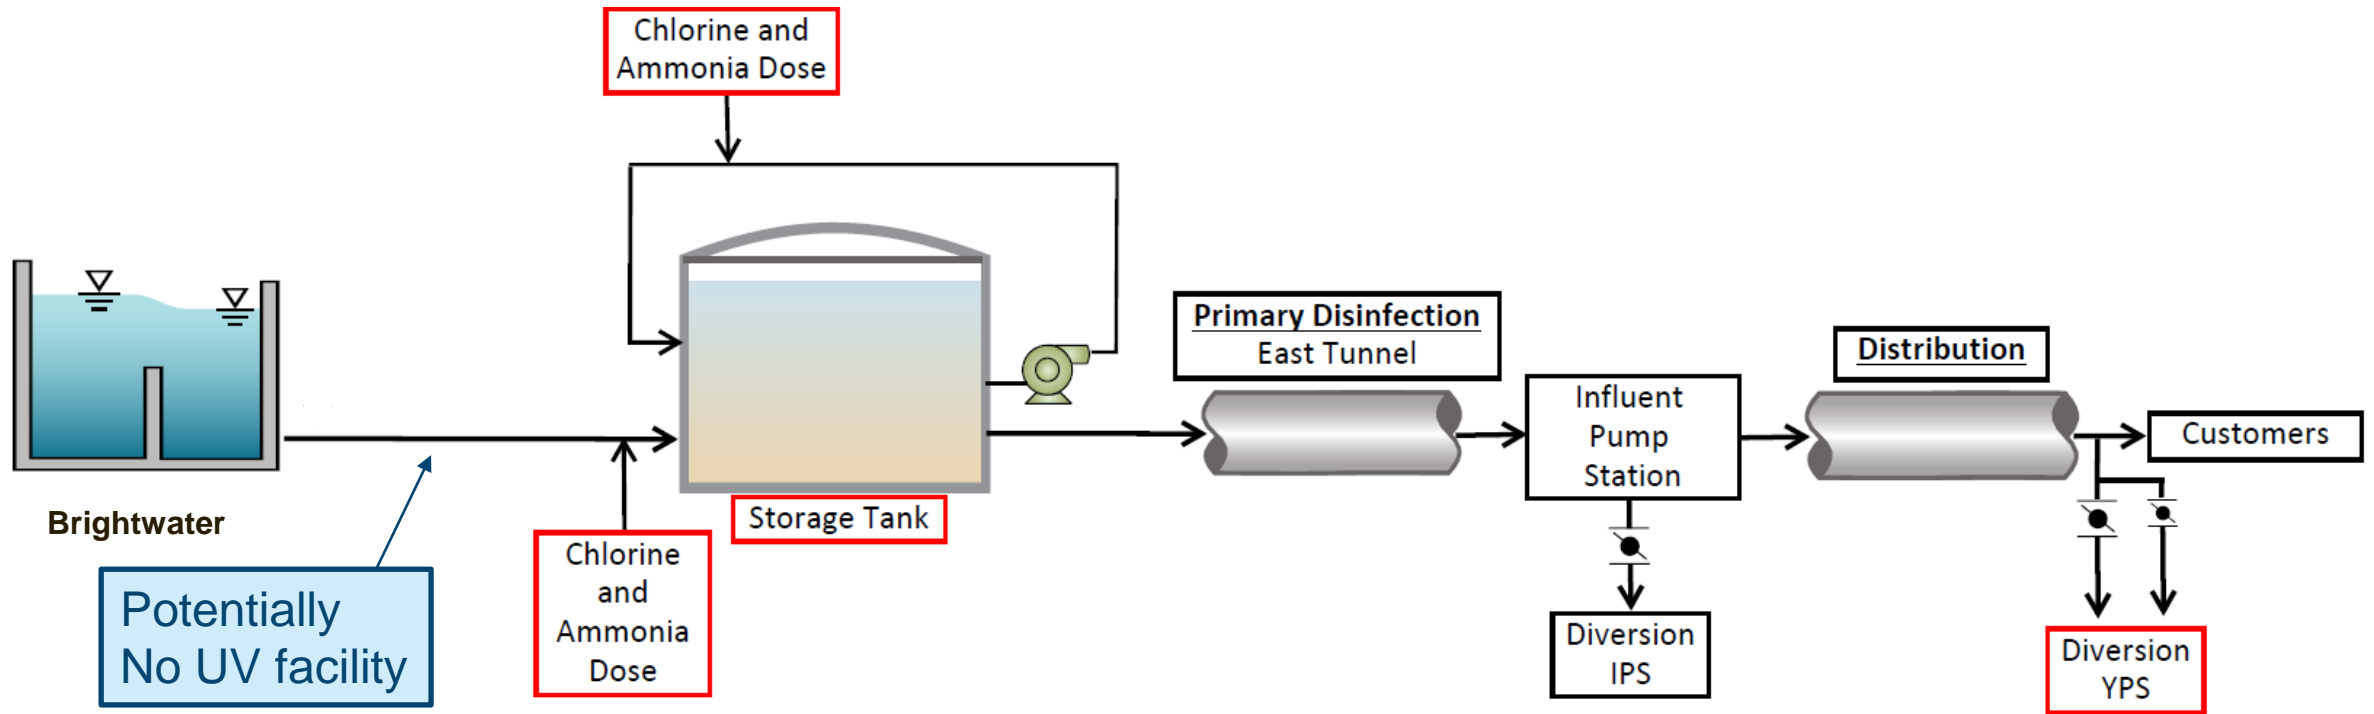 Chlorine and
Ammonia Dose
Primary Disinfection
East Tunnel
Distribution
Influent
Pump
Station
Customers
Storage Tank
Brightwater
Chlorine
and
Ammonia
Dose
Potentially
No UV facility
Diversion
IPS
Diversion
YPS